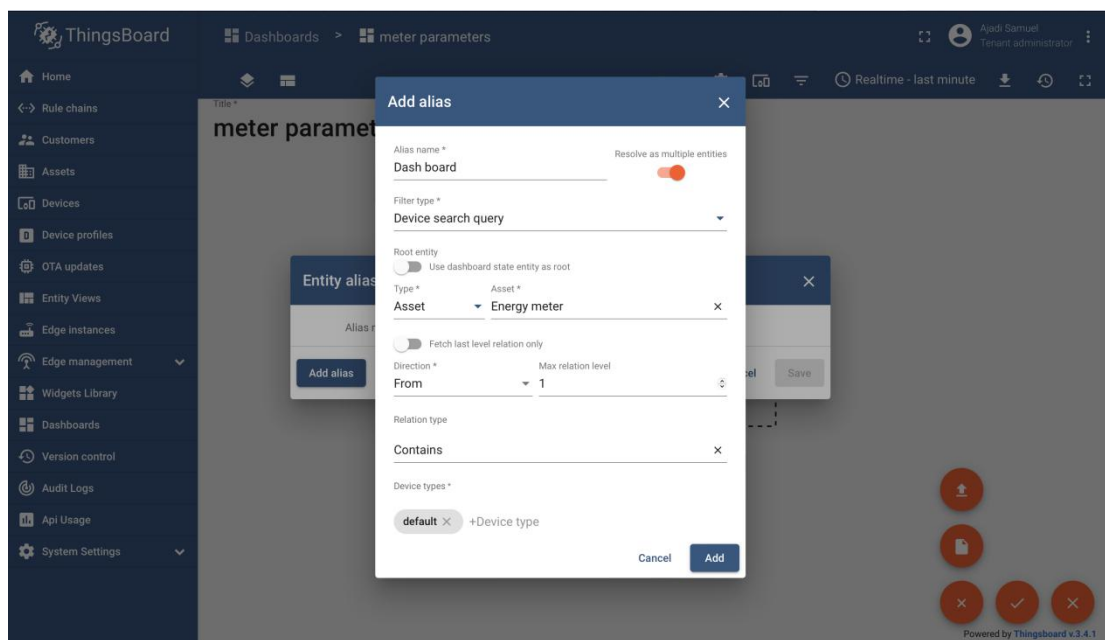 ThingsBoard
Dashboards > meter parameters
Ajadi Samuel
Tenant administrator
Home
Rule chains
Customers
Assets
Devices
Device profiles
OTA updates
Entity Views
Edge instances
Edge management
Widgets Library
Dashboards
Version control
Audit Logs
Api Usage
System Settings
Realtime - last minute
Title *
meter paramet
Entity alias
Alias n
Add alias
Save
Add alias
Alias name *
Resolve as multiple entities
Dash board
Filter type *
Device search query
Root entity
Use dashboard state entity as root
Type * Asset *
Asset Energy meter
Fetch last level relation only
Direction * Max relation level
From 1
Relation type
Contains
Device types *
default +Device type
Cancel Add
Powered by Thingsboard v.3.4.1